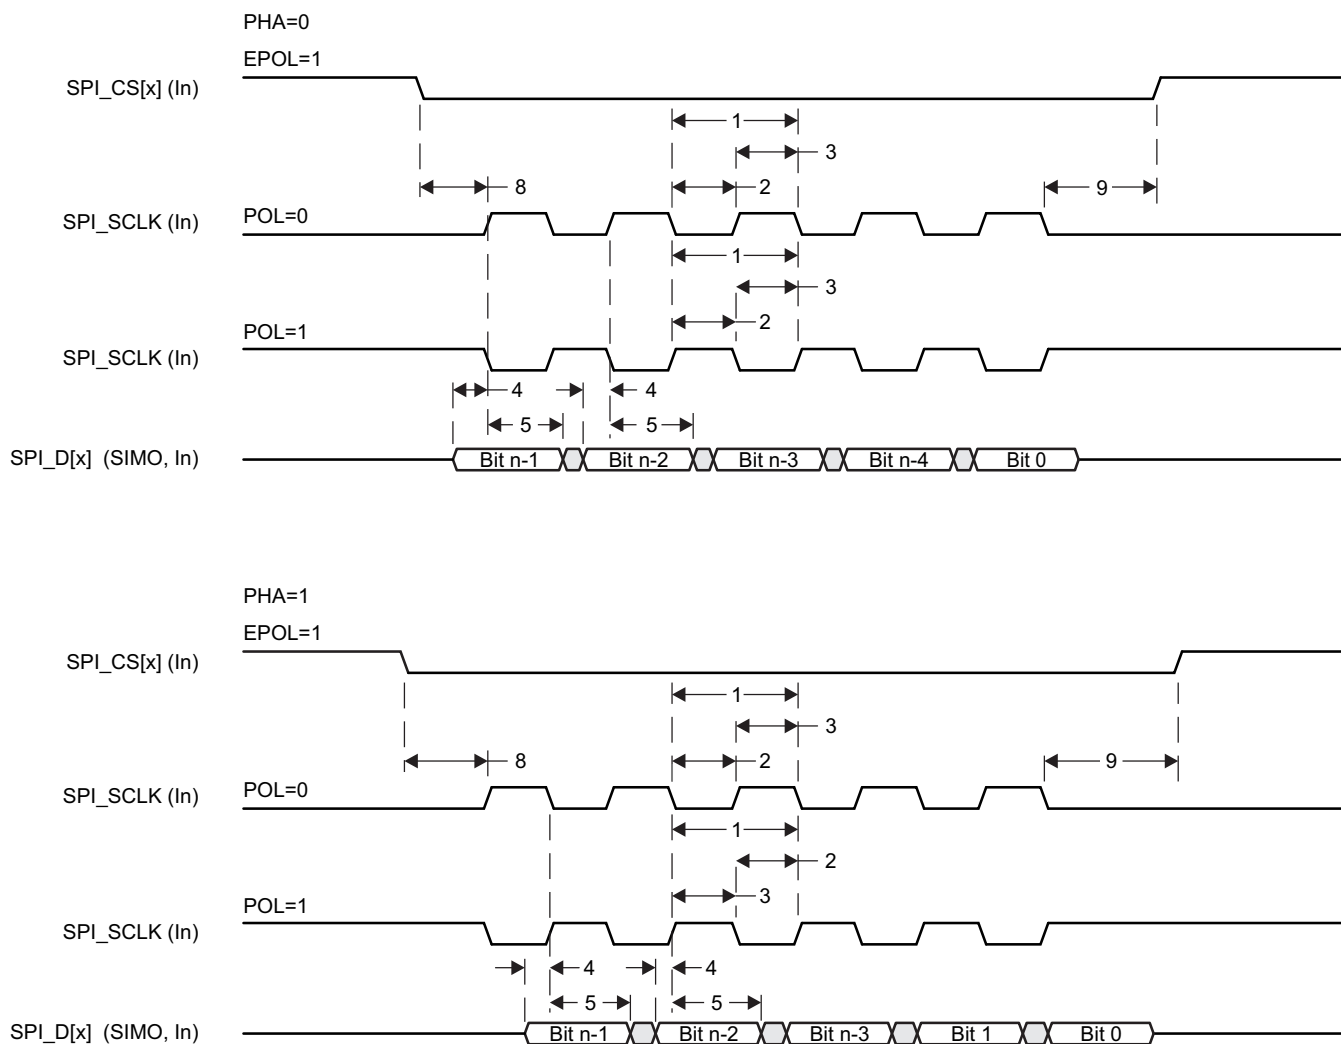 PHA=0
EPOL=1
SPI_CS[x] (In)
1
3
8 2 9
SPI_SCLK (In) POL=0
1
3
2
POL=1
SPI_SCLK (In)
4 4
5 5
SPI_D[x] (SIMO, In) Bit n-1 Bit n-2 Bit n-3 Bit n-4 Bit 0
PHA=1
EPOL=1
SPI_CS[x] (In)
1
3
8 2 9
SPI_SCLK (In) POL=0
1
2
3
POL=1
SPI_SCLK (In)
4 4
5 5
SPI_D[x] (SIMO, In) Bit n-1 Bit n-2 Bit n-3 Bit 1 Bit 0